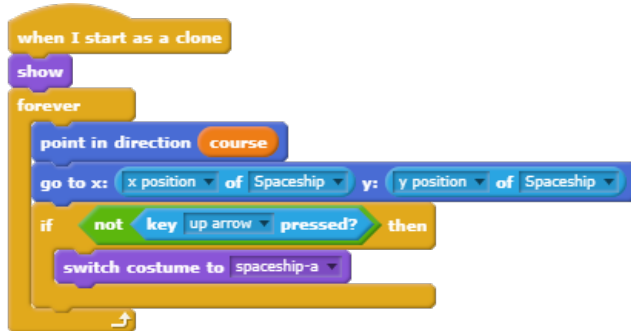 when I start as a clone
show
forever
point in direction course
go to x: x position of Spaceship y: y position of Spaceship
if not key up arrow pressed? then
switch costume to spaceship-a